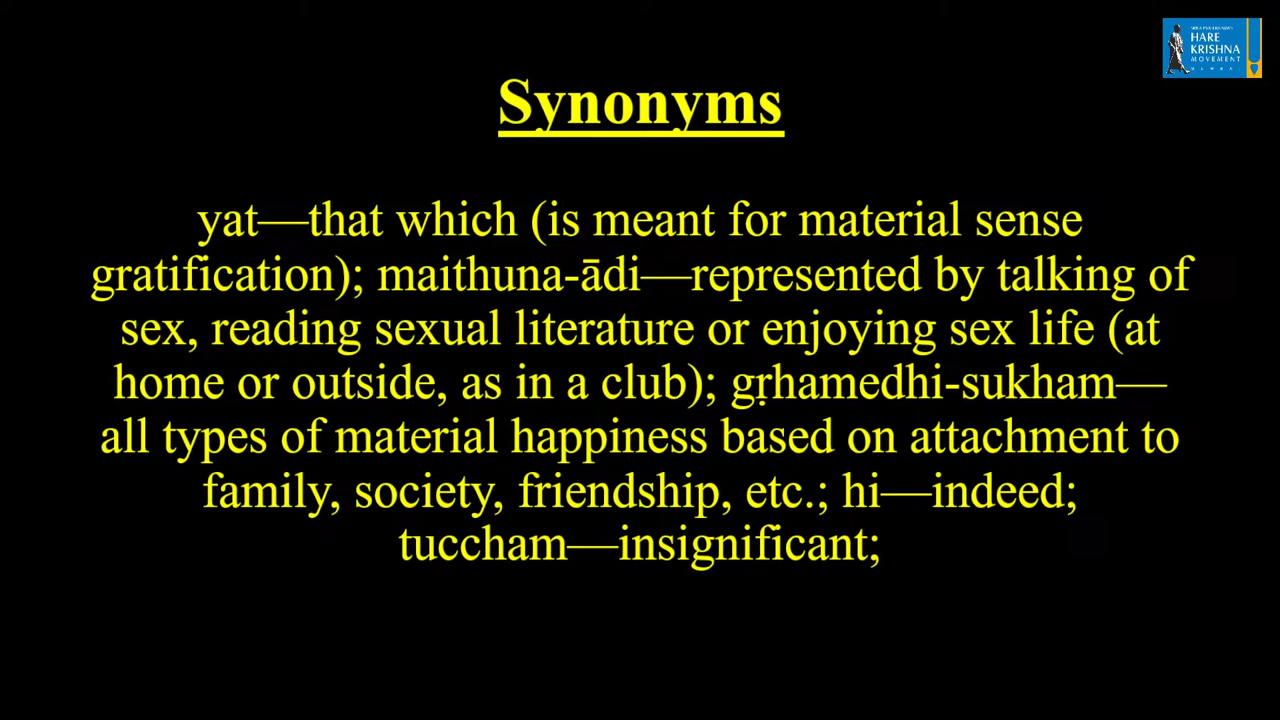 HARE
KRISHNA
MOVEMENT
Synonyms
yat—that which (is meant for material sense
gratification); maithuna-ādi—represented by talking of
sex, reading sexual literature or enjoying sex life (at
home or outside, as in a club); gṛhamedhi-sukham—
all types of material happiness based on attachment to
family, society, friendship, etc.; hi—indeed;
tuccham—insignificant;